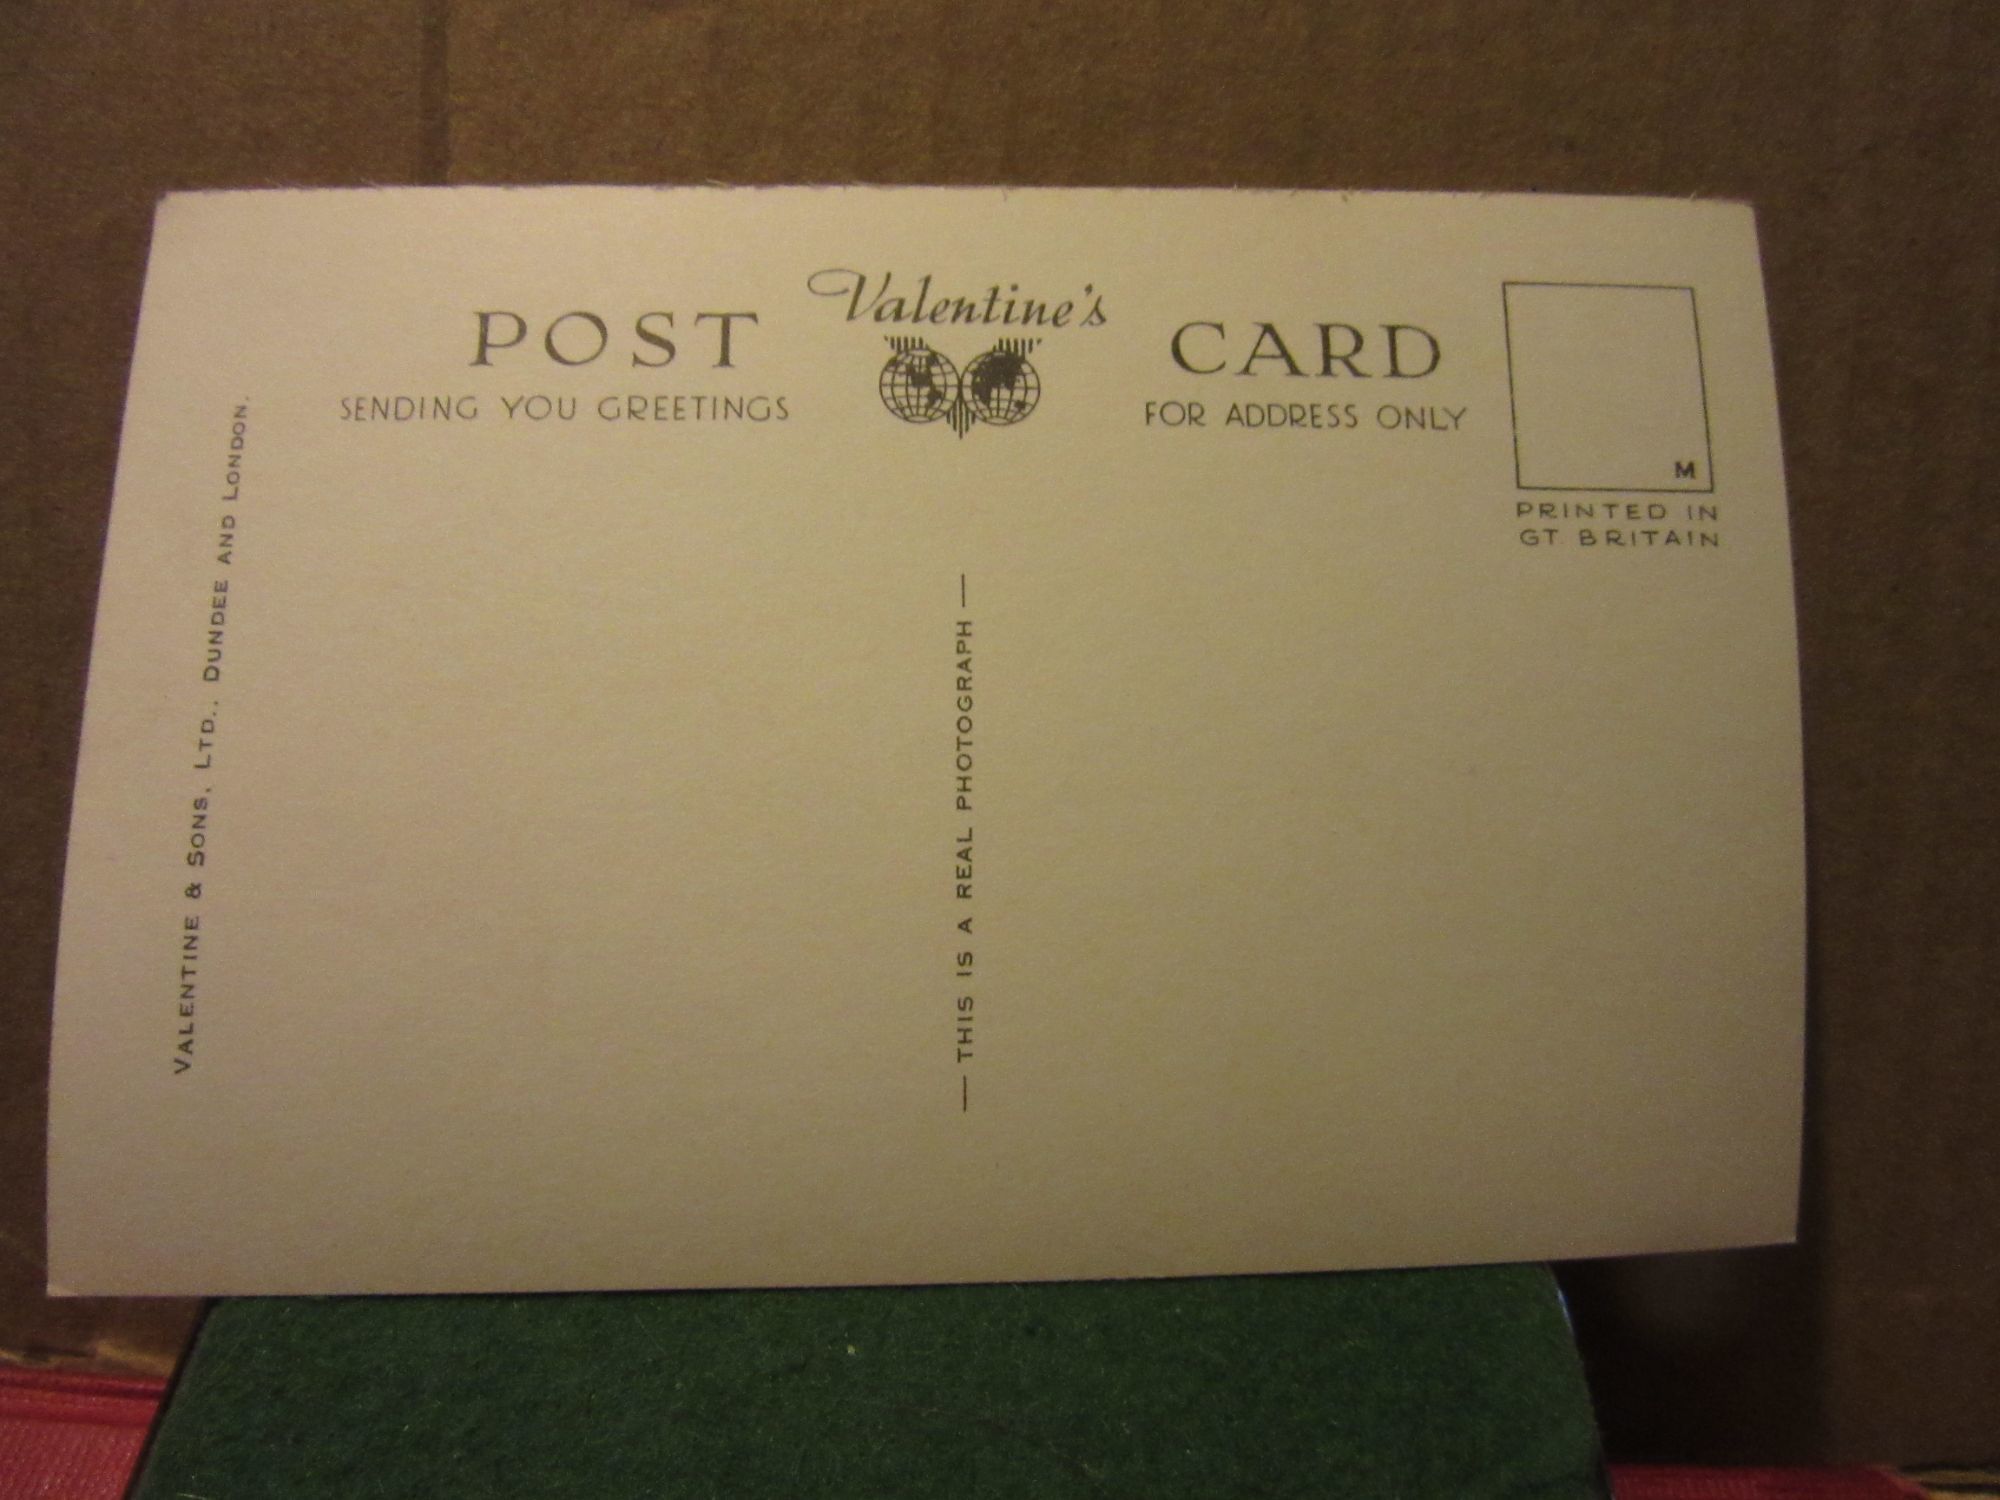 Valentine's
POST CARD
SENDING YOU GREETINGS
FOR ADDRESS ONLY
M
PRINTED IN
GT. BRITAIN
VALENTINE & SONS, LTD., DUNDEE AND LONDON.
— THIS IS A REAL PHOTOGRAPH —